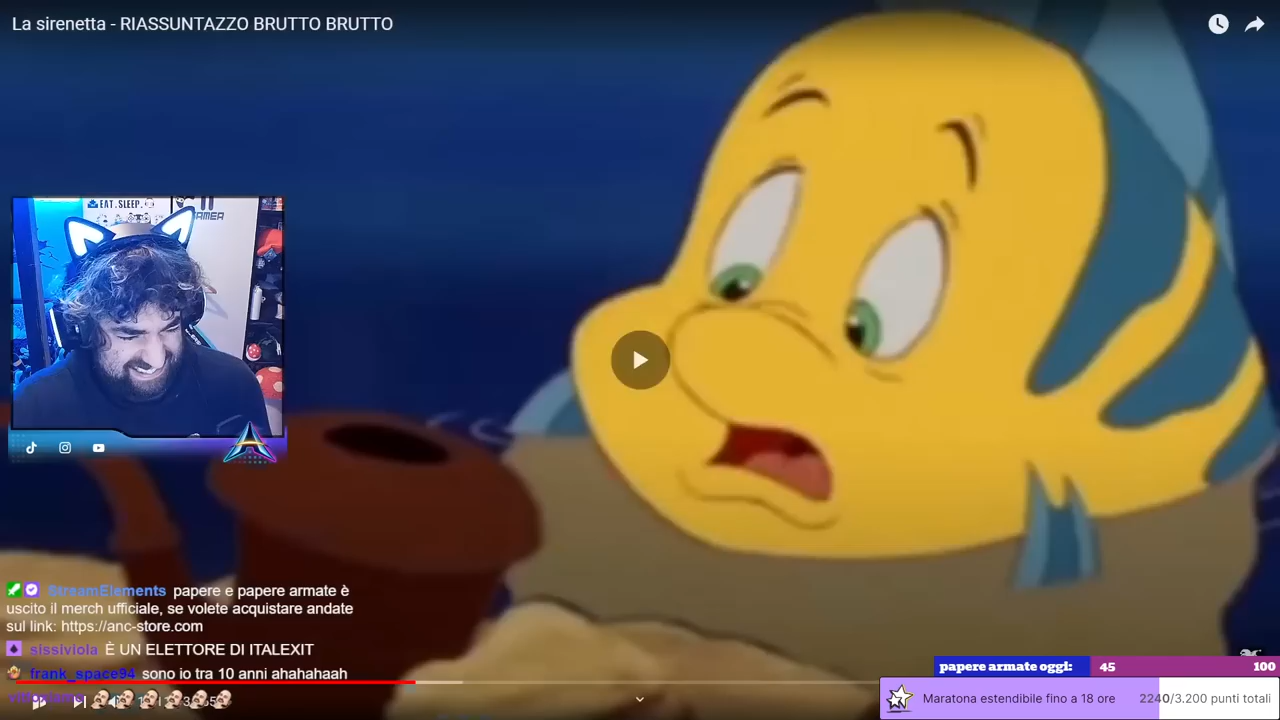 La sirenetta - RIASSUNTAZZO BRUTTO BRUTTO
EAT.SLEEP.
GAMER
StreamElements papere e papere armate è
uscito il merch ufficiale, se volete acquistare andate
sul link: https://anc-store.com
sissiviola È UN ELETTORE DI ITALEXIT
frank_space94 sono io tra 10 anni ahahahaah
papere armate oggi: 45 100
Maratona estendibile fino a 18 ore 2240/3.200 punti totali